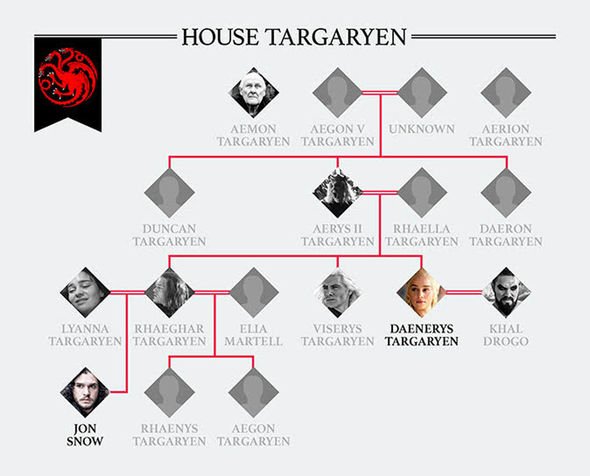 HOUSE TARGARYEN
AEMON
TARGARYEN
AEGON V
TARGARYEN
UNKNOWN
AERION
TARGARYEN
DUNCAN
TARGARYEN
AERYS II
TARGARYEN
RHAELLA
TARGARYEN
DAERON
TARGARYEN
LYANNA
TARGARYEN
RHAEGHAR
TARGARYEN
ELIA
MARTELL
VISERYS
TARGARYEN
DAENERYS
TARGARYEN
KHAL
DROGO
JON
SNOW
RHAENYS
TARGARYEN
AEGON
TARGARYEN